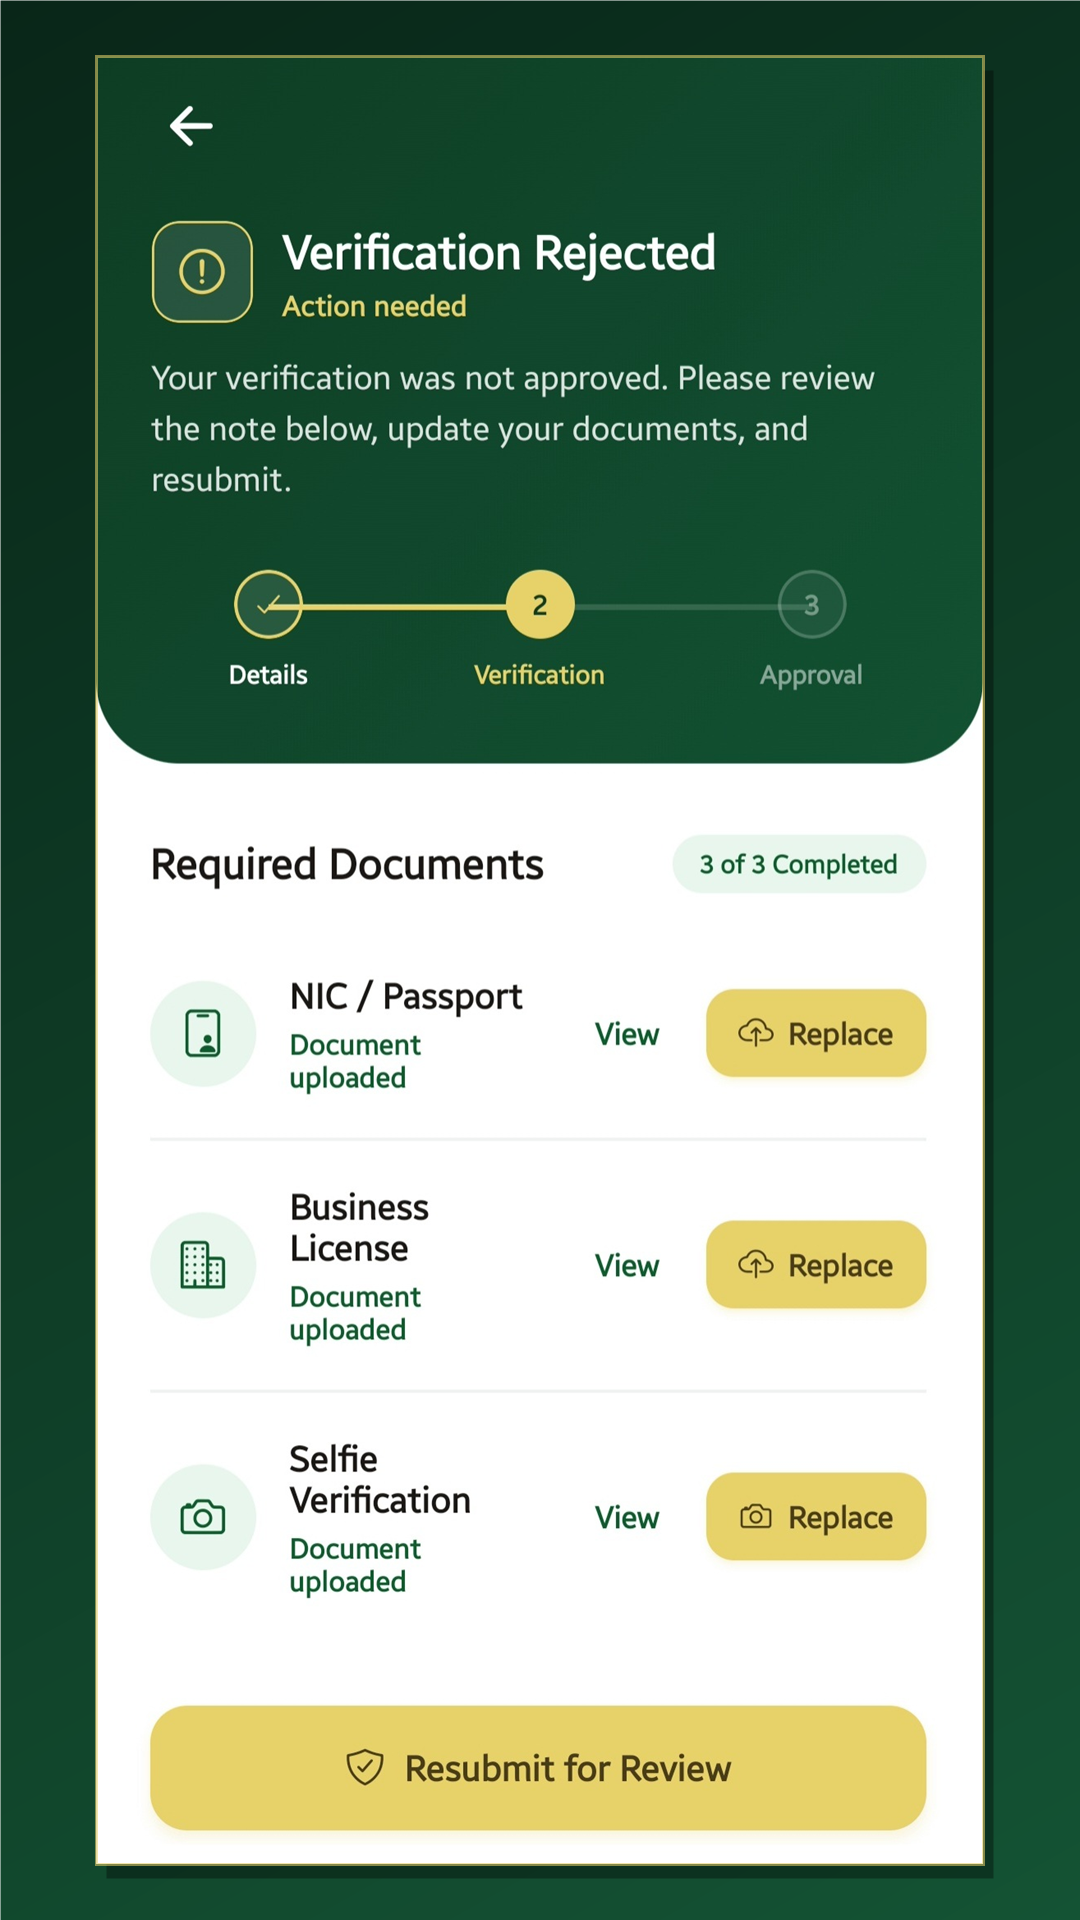 Verification Rejected
Action needed
Your verification was not approved. Please review
the note below, update your documents, and
resubmit.
2
3
Details
Verification
Approval
Required Documents
3 of 3 Completed
NIC / Passport
Document
uploaded
View
Replace
Business
License
Document
uploaded
View
Replace
Selfie
Verification
Document
uploaded
View
Replace
Resubmit for Review